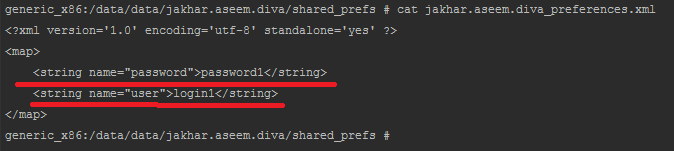 generic_x86:/data/data/jakhar.aseem.diva/shared_prefs # cat jakhar.aseem.diva_preferences.xml
<?xml version='1.0' encoding='utf-8' standalone='yes' ?>
<map>
    <string name="password">password1</string>
    <string name="user">login1</string>
</map>
generic_x86:/data/data/jakhar.aseem.diva/shared_prefs #